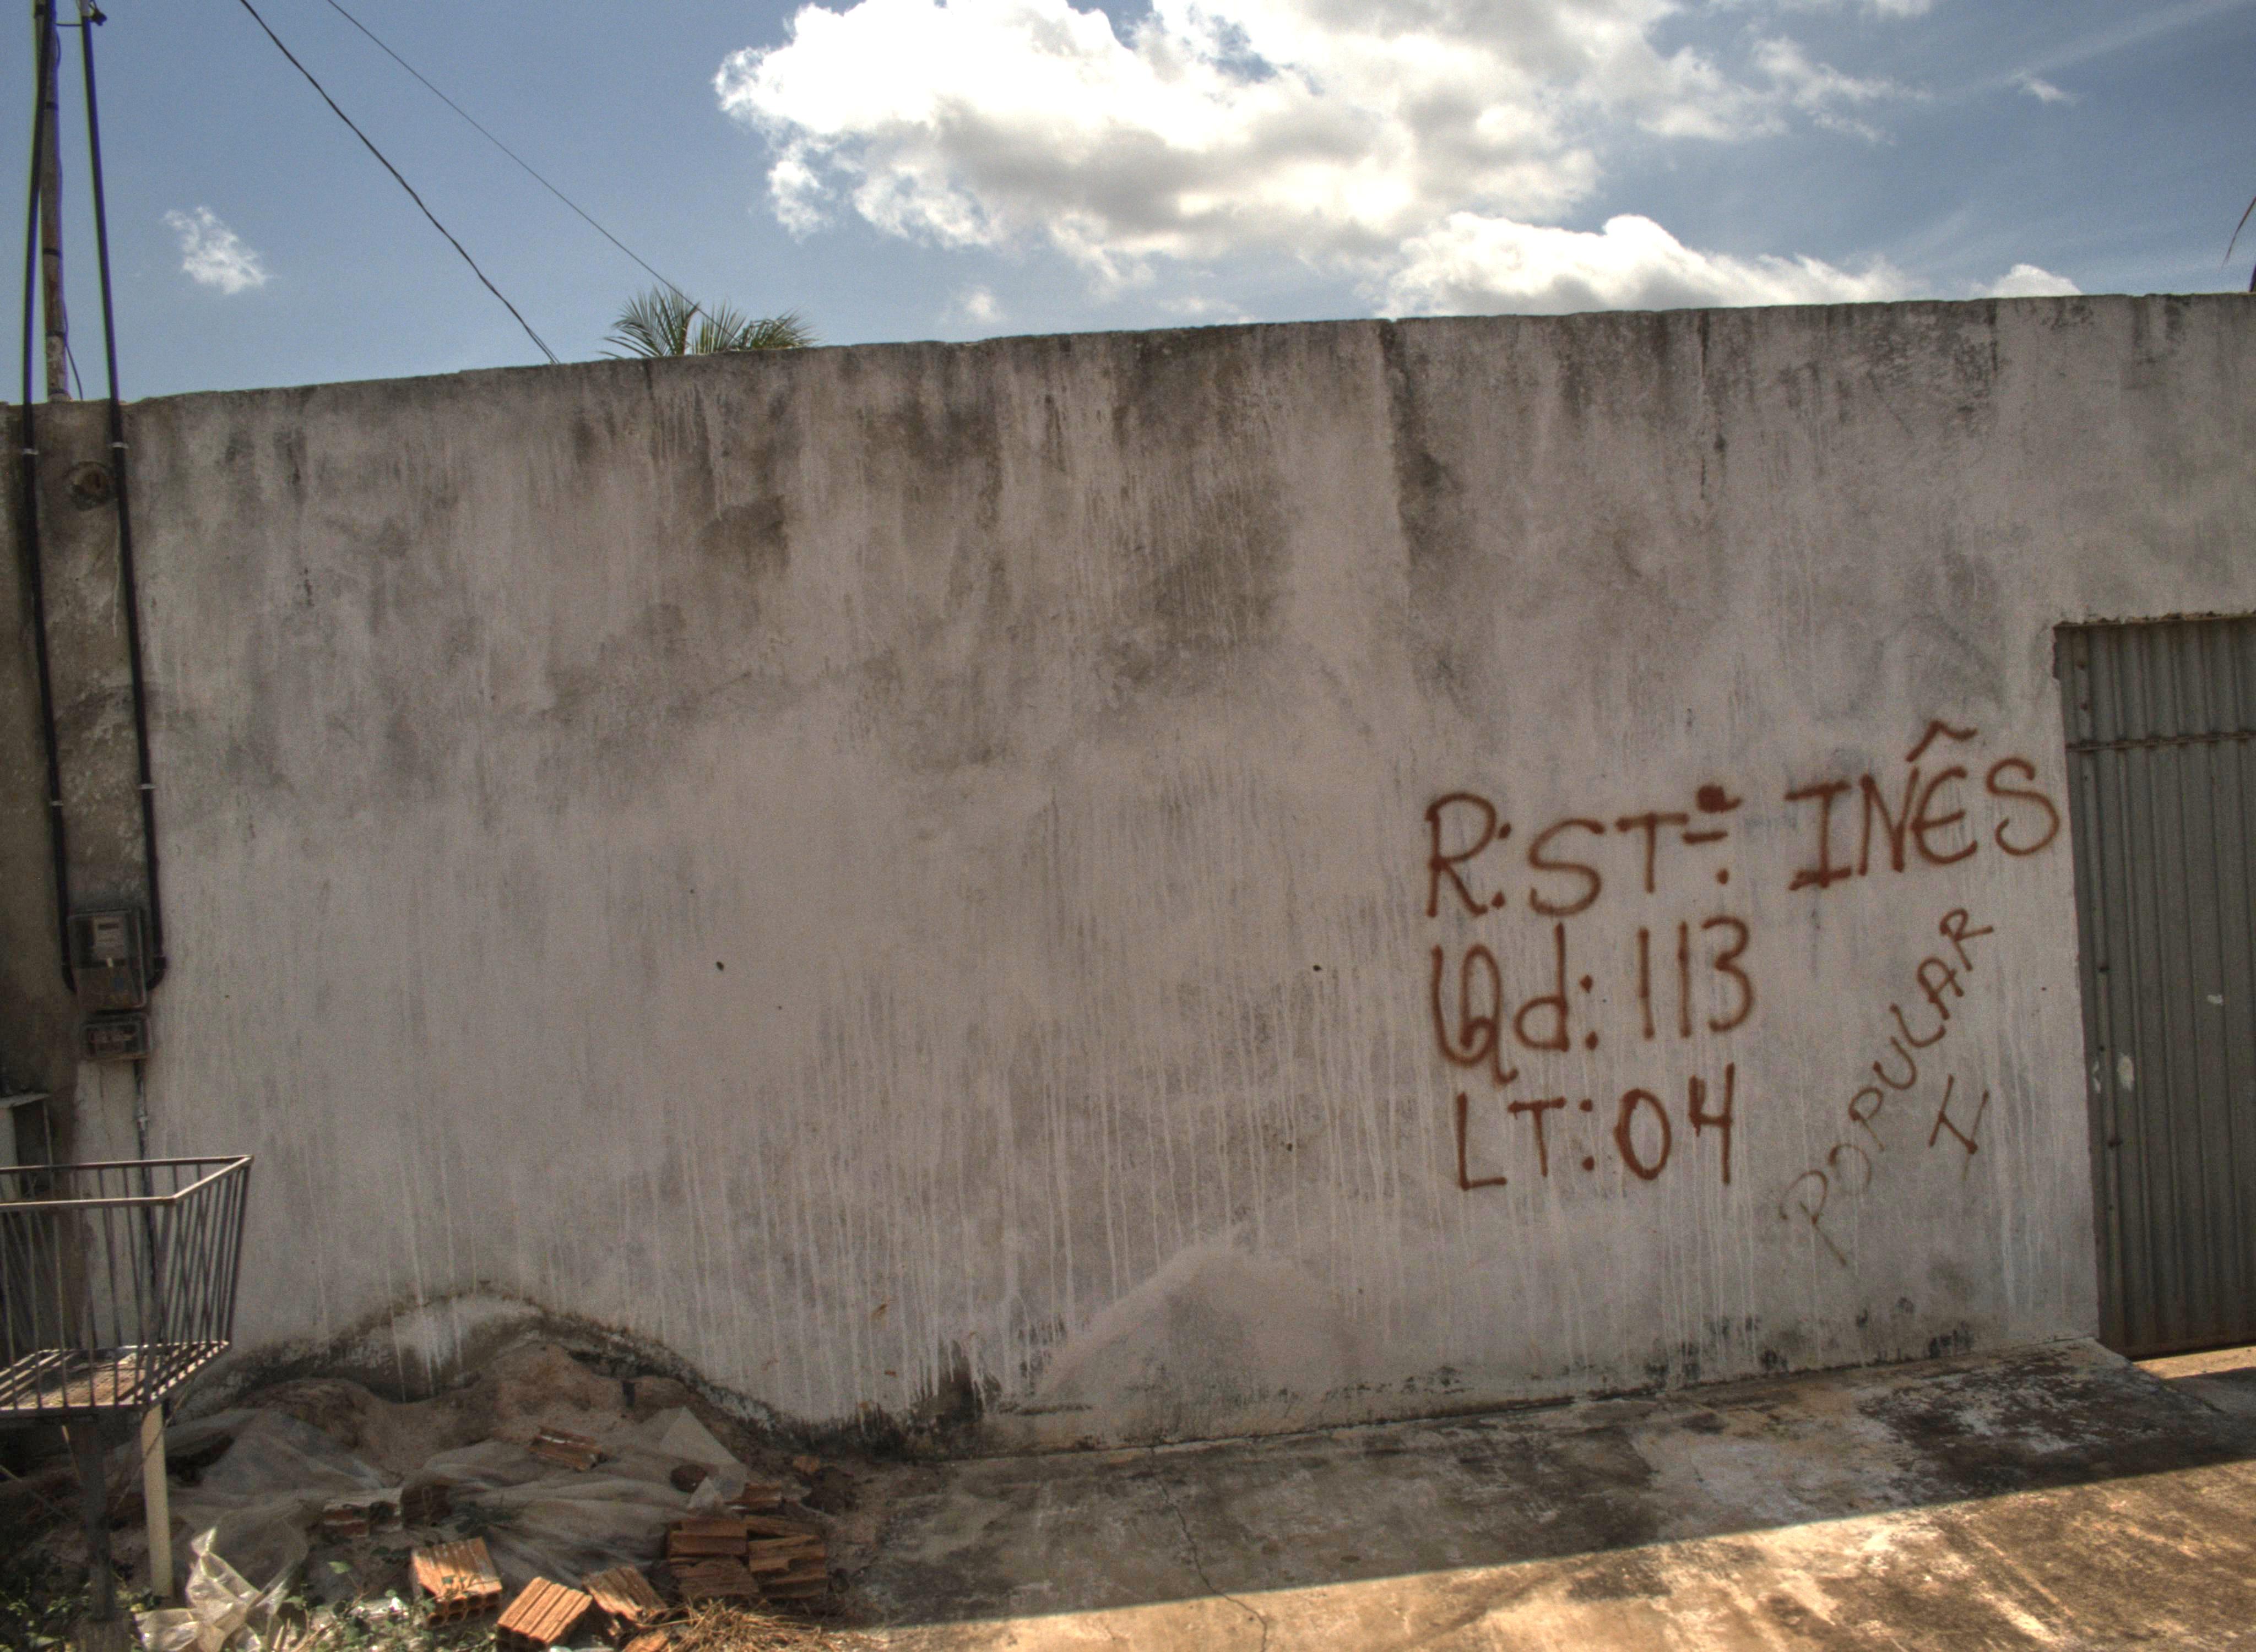 R: STª. INÊS
Qd: 113
LT: 04
POPULAR
I